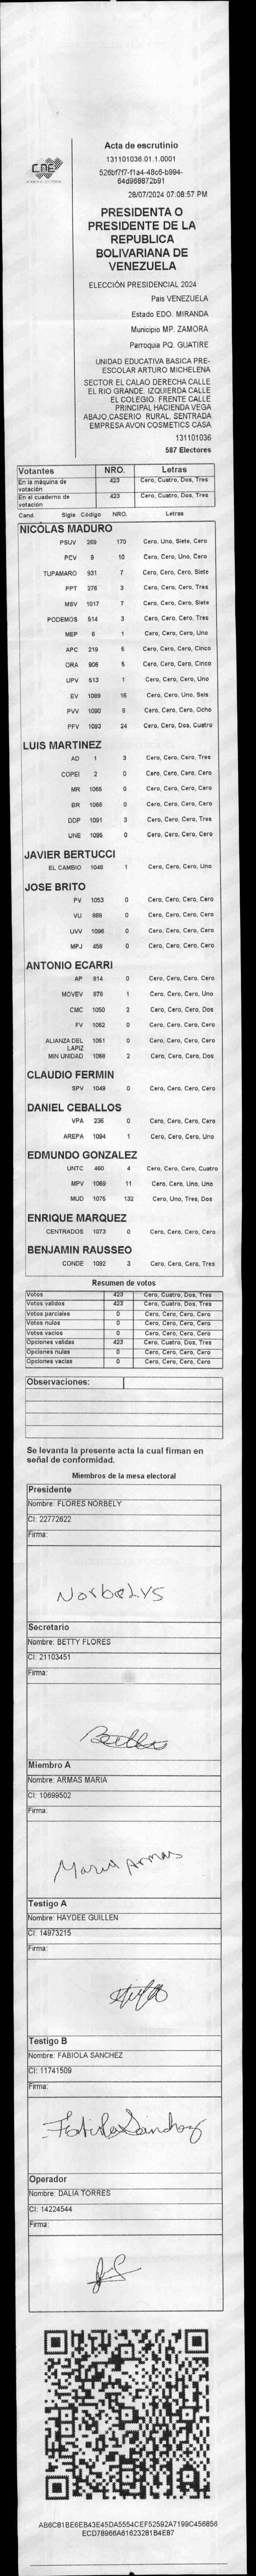 Acta de escrutinio
131101036.01.1.0001
526bf7f7-f1a4-48c6-b994-
64d968872b91
28/07/2024 07:08:57 PM
CNE
PRESIDENTA O
PRESIDENTE DE LA
REPUBLICA
BOLIVARIANA DE
VENEZUELA
ELECCIÓN PRESIDENCIAL 2024
Pais VENEZUELA
Estado EDO. MIRANDA
Municipio MP. ZAMORA
Parroquia PQ. GUATIRE
UNIDAD EDUCATIVA BASICA PRE-
ESCOLAR ARTURO MICHELENA
SECTOR EL CALAO DERECHA CALLE
EL RIO GRANDE. IZQUIERDA CALLE
EL COLEGIO. FRENTE CALLE
PRINCIPAL HACIENDA VEGA
ABAJO,CASERIO RURAL, SENTRADA
EMPRESA AVON COSMETICS CASA
131101036
587 Electores
Votantes NRO. Letras
En la máquina de votación 423 Cero, Cuatro, Dos, Tres
En el cuaderno de votación 423 Cero, Cuatro, Dos, Tres
Cand. Sigla Código NRO. Letras
NICOLAS MADURO
PSUV 269 170 Cero, Uno, Siete, Cero
PCV 9 10 Cero, Cero, Uno, Cero
TUPAMARO 931 7 Cero, Cero, Cero, Siete
PPT 276 3 Cero, Cero, Cero, Tres
MSV 1017 7 Cero, Cero, Cero, Siete
PODEMOS 514 3 Cero, Cero, Cero, Tres
MEP 6 1 Cero, Cero, Cero, Uno
APC 219 5 Cero, Cero, Cero, Cinco
ORA 906 5 Cero, Cero, Cero, Cinco
UPV 513 1 Cero, Cero, Cero, Uno
EV 1089 16 Cero, Cero, Uno, Seis
PVV 1090 8 Cero, Cero, Cero, Ocho
PFV 1093 24 Cero, Cero, Dos, Cuatro
LUIS MARTINEZ
AD 1 3 Cero, Cero, Cero, Tres
COPEI 2 0 Cero, Cero, Cero, Cero
MR 1065 0 Cero, Cero, Cero, Cero
BR 1066 0 Cero, Cero, Cero, Cero
DDP 1091 3 Cero, Cero, Cero, Tres
UNE 1095 0 Cero, Cero, Cero, Cero
JAVIER BERTUCCI
EL CAMBIO 1048 1 Cero, Cero, Cero, Uno
JOSE BRITO
PV 1053 0 Cero, Cero, Cero, Cero
VU 868 0 Cero, Cero, Cero, Cero
UVV 1096 0 Cero, Cero, Cero, Cero
MPJ 458 0 Cero, Cero, Cero, Cero
ANTONIO ECARRI
AP 814 0 Cero, Cero, Cero, Cero
MOVEV 879 1 Cero, Cero, Cero, Uno
CMC 1050 2 Cero, Cero, Cero, Dos
FV 1062 0 Cero, Cero, Cero, Cero
ALIANZA DEL LAPIZ 1051 0 Cero, Cero, Cero, Cero
MIN UNIDAD 1068 2 Cero, Cero, Cero, Dos
CLAUDIO FERMIN
SPV 1049 0 Cero, Cero, Cero, Cero
DANIEL CEBALLOS
VPA 236 0 Cero, Cero, Cero, Cero
AREPA 1094 1 Cero, Cero, Cero, Uno
EDMUNDO GONZALEZ
UNTC 460 4 Cero, Cero, Cero, Cuatro
MPV 1069 11 Cero, Cero, Uno, Uno
MUD 1075 132 Cero, Uno, Tres, Dos
ENRIQUE MARQUEZ
CENTRADOS 1073 0 Cero, Cero, Cero, Cero
BENJAMIN RAUSSEO
CONDE 1092 3 Cero, Cero, Cero, Tres
Resumen de votos
Votos 423 Cero, Cuatro, Dos, Tres
Votos validos 423 Cero, Cuatro, Dos, Tres
Votos parciales 0 Cero, Cero, Cero, Cero
Votos nulos 0 Cero, Cero, Cero, Cero
Votos vacios 0 Cero, Cero, Cero, Cero
Opciones validas 423 Cero, Cuatro, Dos, Tres
Opciones nulas 0 Cero, Cero, Cero, Cero
Opciones vacias 0 Cero, Cero, Cero, Cero
Observaciones:
Se levanta la presente acta la cual firman en
señal de conformidad.
Miembros de la mesa electoral
Presidente
Nombre: FLORES NORBELY
CI: 22772622
Firma:
Norbelys
Secretario
Nombre: BETTY FLORES
CI: 21103451
Firma:
Miembro A
Nombre: ARMAS MARIA
CI: 10699502
Firma:
Maria Armas
Testigo A
Nombre: HAYDEE GUILLEN
CI: 14973215
Firma:
Testigo B
Nombre: FABIOLA SANCHEZ
CI: 11741509
Firma:
Fabiola Sanchez
Operador
Nombre: DALIA TORRES
CI: 14224544
Firma:
AB6C81BE6EB43E45DA5554CEF52592A7199C456856
ECD78966A61623281B4E87